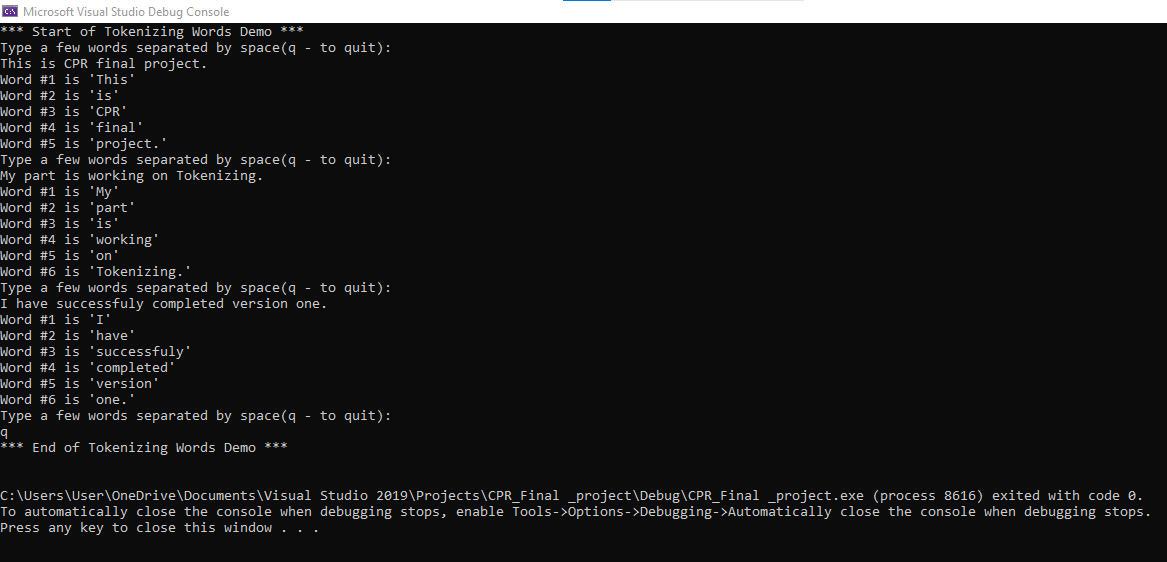 Microsoft Visual Studio Debug Console
*** Start of Tokenizing Words Demo ***
Type a few words separated by space(q - to quit):
This is CPR final project.
Word #1 is 'This'
Word #2 is 'is'
Word #3 is 'CPR'
Word #4 is 'final'
Word #5 is 'project.'
Type a few words separated by space(q - to quit):
My part is working on Tokenizing.
Word #1 is 'My'
Word #2 is 'part'
Word #3 is 'is'
Word #4 is 'working'
Word #5 is 'on'
Word #6 is 'Tokenizing.'
Type a few words separated by space(q - to quit):
I have successfuly completed version one.
Word #1 is 'I'
Word #2 is 'have'
Word #3 is 'successfuly'
Word #4 is 'completed'
Word #5 is 'version'
Word #6 is 'one.'
Type a few words separated by space(q - to quit):
q
*** End of Tokenizing Words Demo ***
C:\Users\User\OneDrive\Documents\Visual Studio 2019\Projects\CPR_Final _project\Debug\CPR_Final _project.exe (process 8616) exited with code 0.
To automatically close the console when debugging stops, enable Tools->Options->Debugging->Automatically close the console when debugging stops.
Press any key to close this window . . .